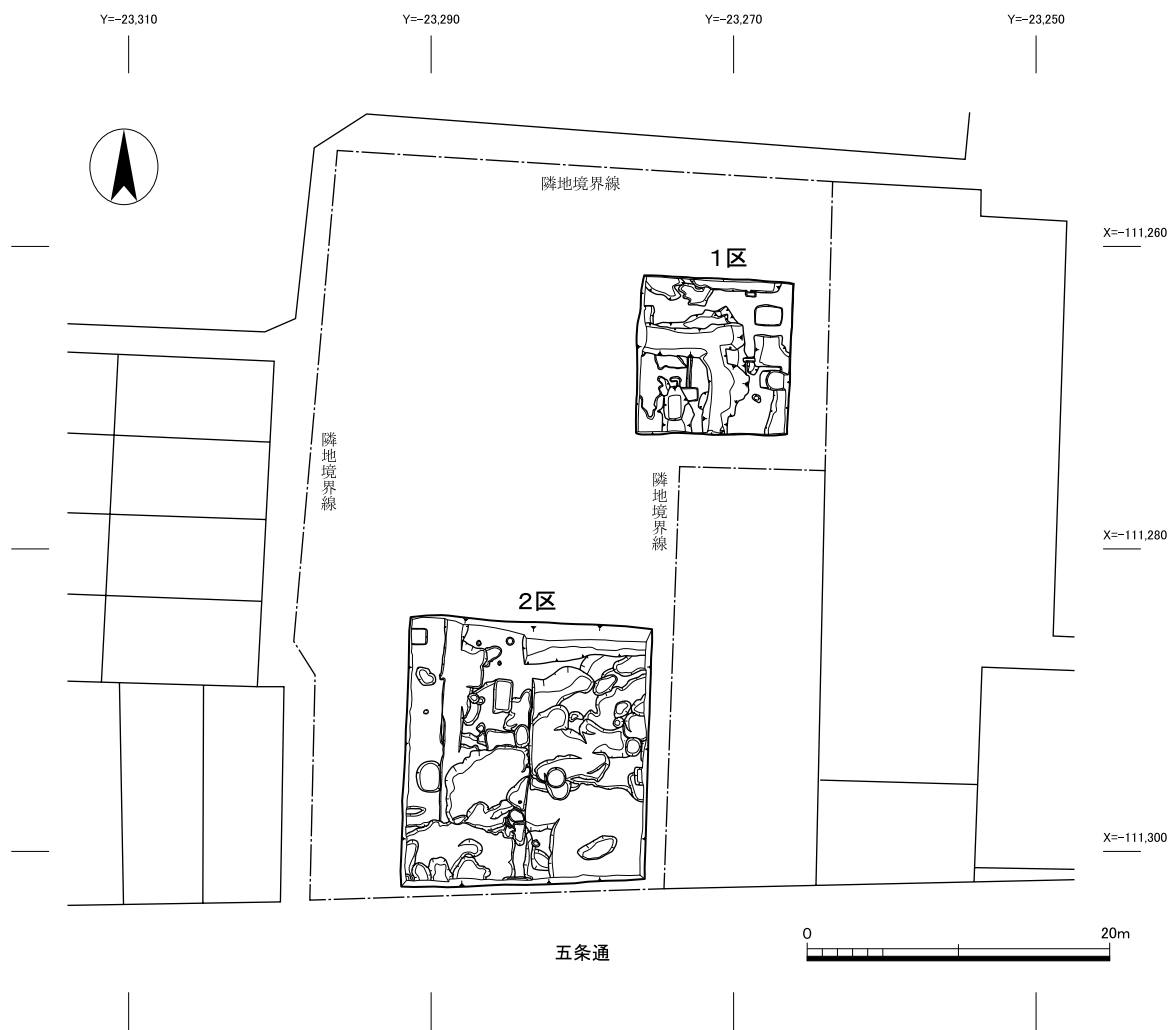 Y=-23,310
Y=-23,290
Y=-23,270
Y=-23,250
隣地境界線
X=-111,260
1区
隣地境界線
隣地境界線
X=-111,280
2区
X=-111,300
0
20m
五条通